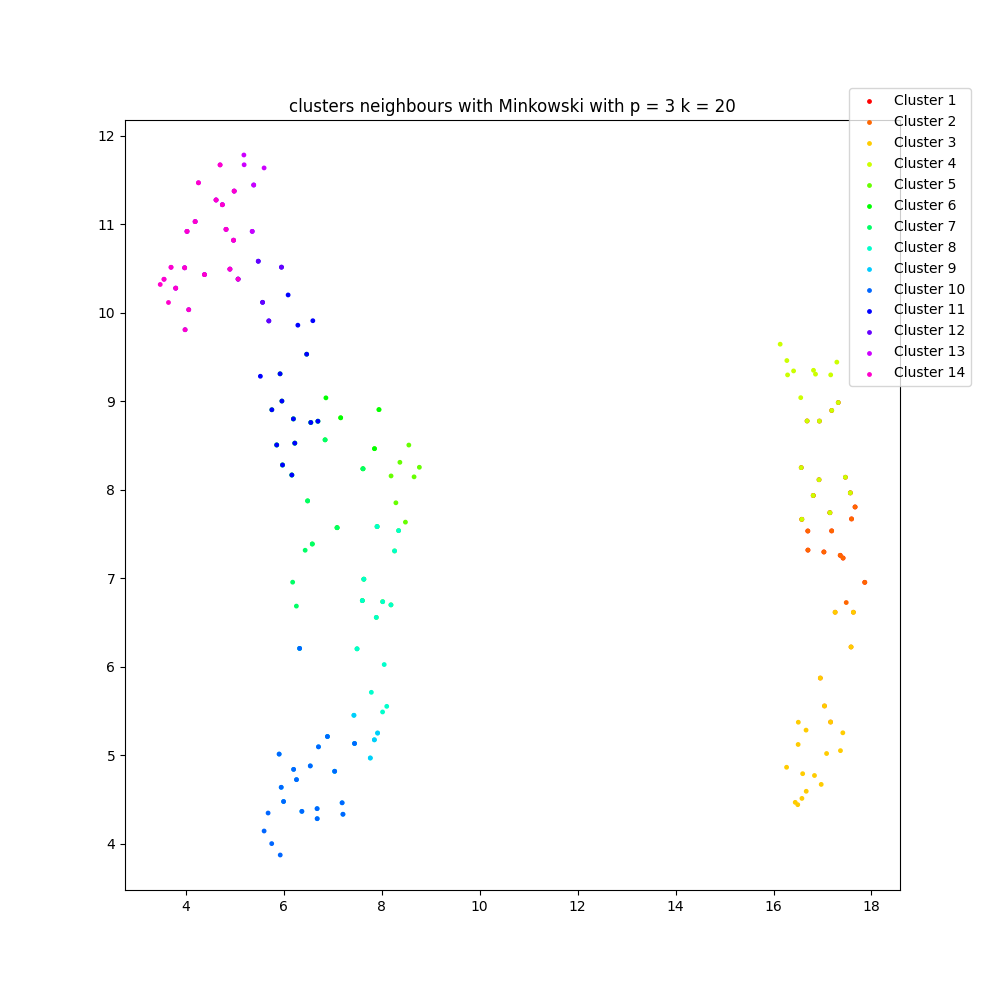 clusters neighbours with Minkowski with p = 3 k = 20
Cluster 1
Cluster 2
Cluster 3
Cluster 4
Cluster 5
Cluster 6
Cluster 7
Cluster 8
Cluster 9
Cluster 10
Cluster 11
Cluster 12
Cluster 13
Cluster 14
12
11
10
9
8
7
6
5
4
4 6 8 10 12 14 16 18